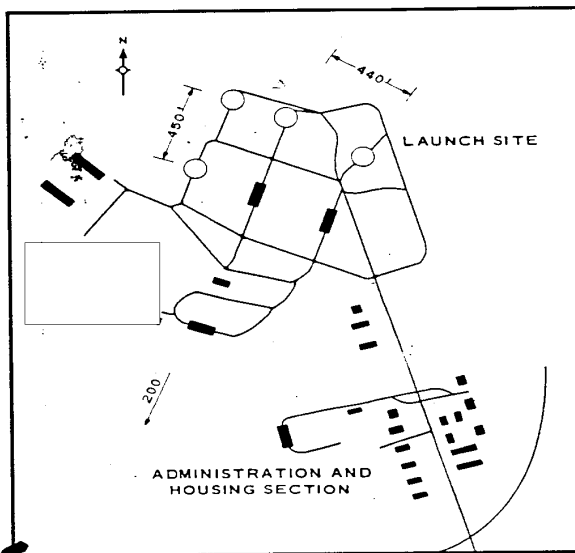 N
440'
450'
LAUNCH SITE
200
ADMINISTRATION AND
HOUSING SECTION